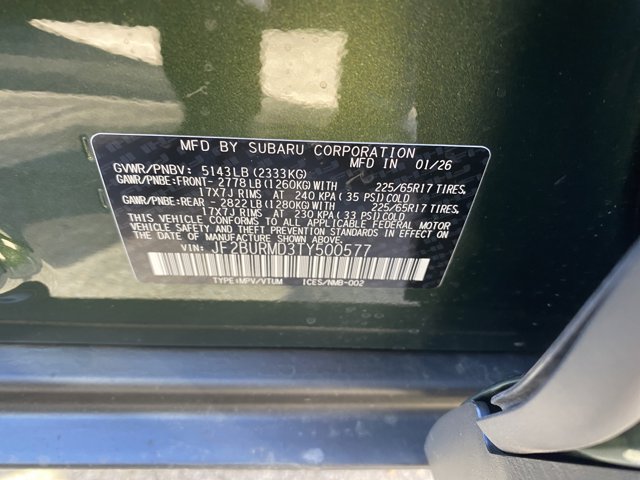 MFD BY SUBARU CORPORATION
MFD IN 01/26
GVWR/PNBV: 5143LB (2333KG)
GAWR/PNBE:FRONT- 2778LB (1260KG) WITH 225/65R17 TIRES,
17X7J RIMS AT 240 KPA (35 PSI) COLD
GAWR/PNBE:REAR - 2822LB (1280KG) WITH 225/65R17 TIRES,
17X7J RIMS AT 230 KPA (33 PSI) COLD
THIS VEHICLE CONFORMS TO ALL APPLICABLE FEDERAL MOTOR
VEHICLE SAFETY AND THEFT PREVENTION STANDARDS IN EFFECT
ON THE DATE OF MANUFACTURE SHOWN ABOVE.
VIN: JF2BURMD3TY500577
TYPE:MPV/VTUM ICES/NMB-002